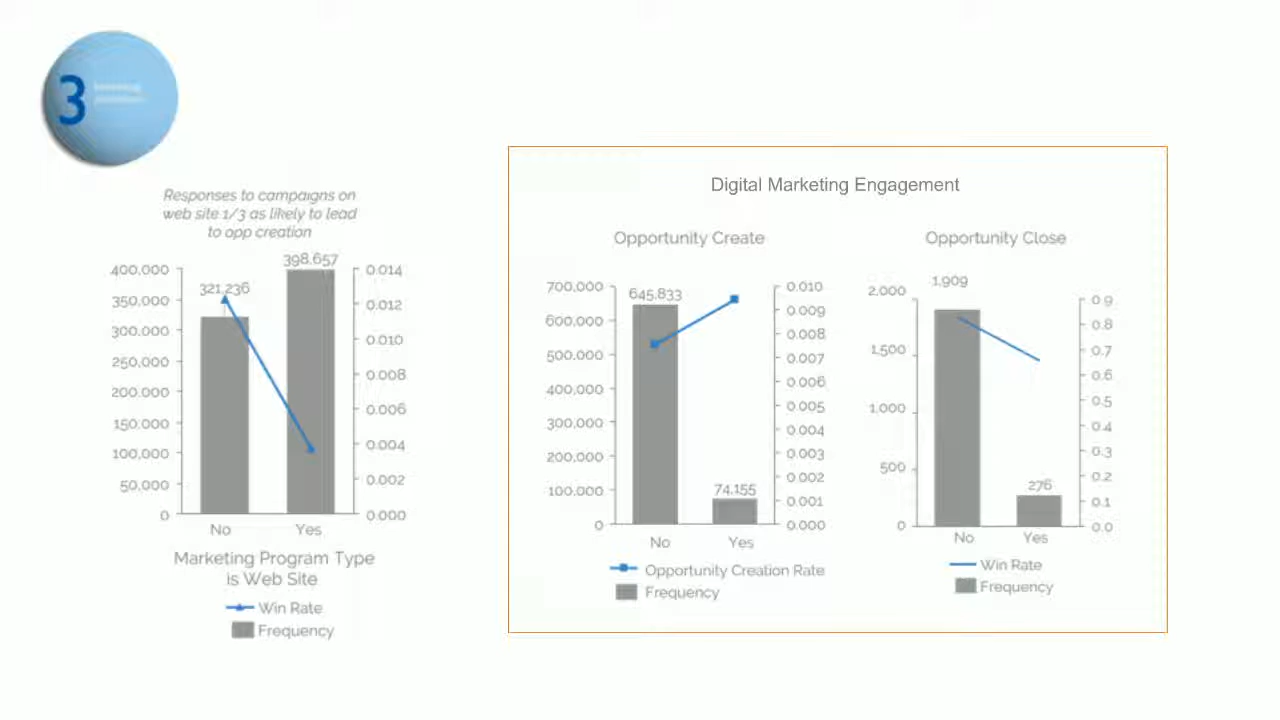 3
Responses to campaigns on
web site 1/3 as likely to lead
to opp creation
400,000
350,000
300,000
250,000
200,000
150,000
100,000
50,000
0
321,236
398,657
0.014
0.012
0.010
0.008
0.006
0.004
0.002
0.000
No
Yes
Marketing Program Type
is Web Site
Win Rate
Frequency
Digital Marketing Engagement
Opportunity Create
700,000
600,000
500,000
400,000
300,000
200,000
100,000
0
645,833
74,155
0.010
0.009
0.008
0.007
0.006
0.005
0.004
0.003
0.002
0.001
0.000
No
Yes
Opportunity Creation Rate
Frequency
Opportunity Close
2,000
1,500
1,000
500
0
1,909
276
0.9
0.8
0.7
0.6
0.5
0.4
0.3
0.2
0.1
0.0
No
Yes
Win Rate
Frequency